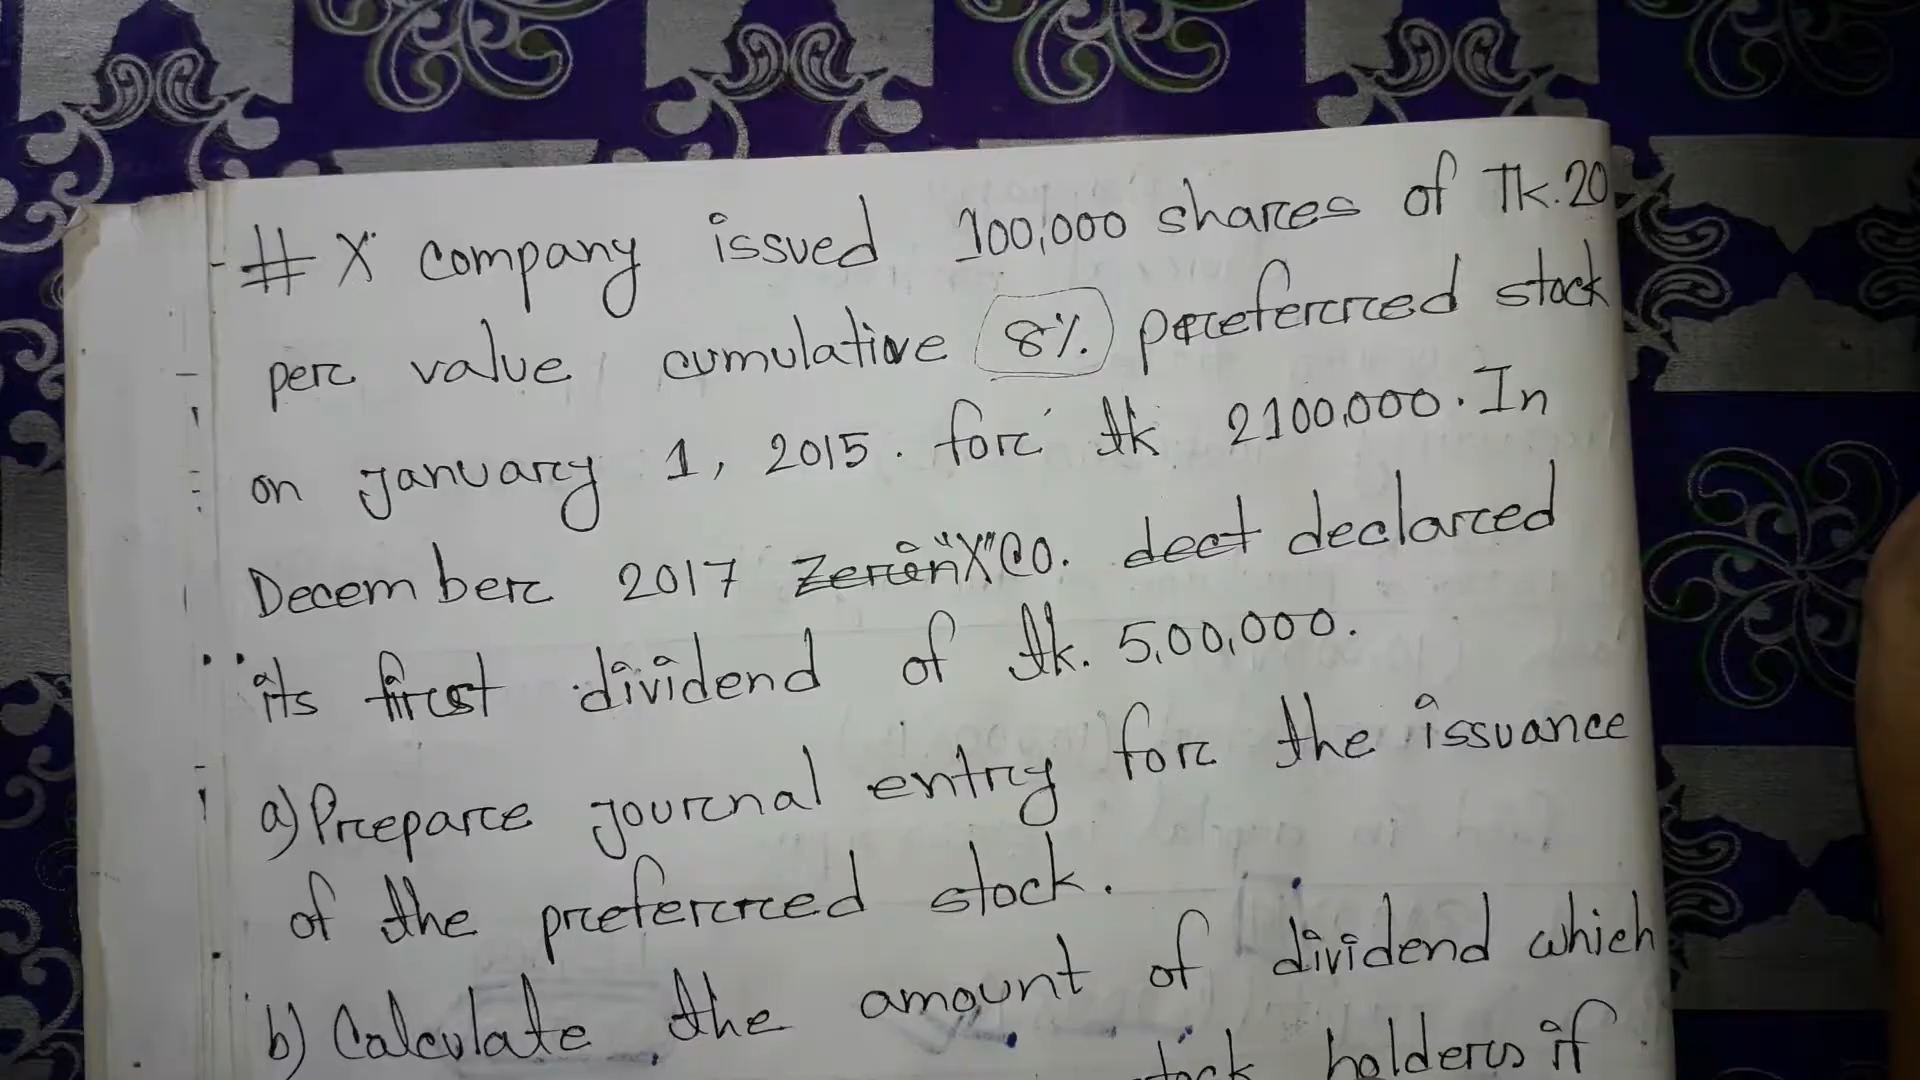 # X company issued 100,000 shares of Tk. 20
per value cumulative 8% preferred stock
on january 1, 2015. for tk 2100,000. In
December 2017 Zerin "X" Co. dect declared
its first dividend of tk. 5,00,000.
a) Prepare journal entry for the issuance
of the preferred stock.
b) Calculate the amount of dividend which
holders if